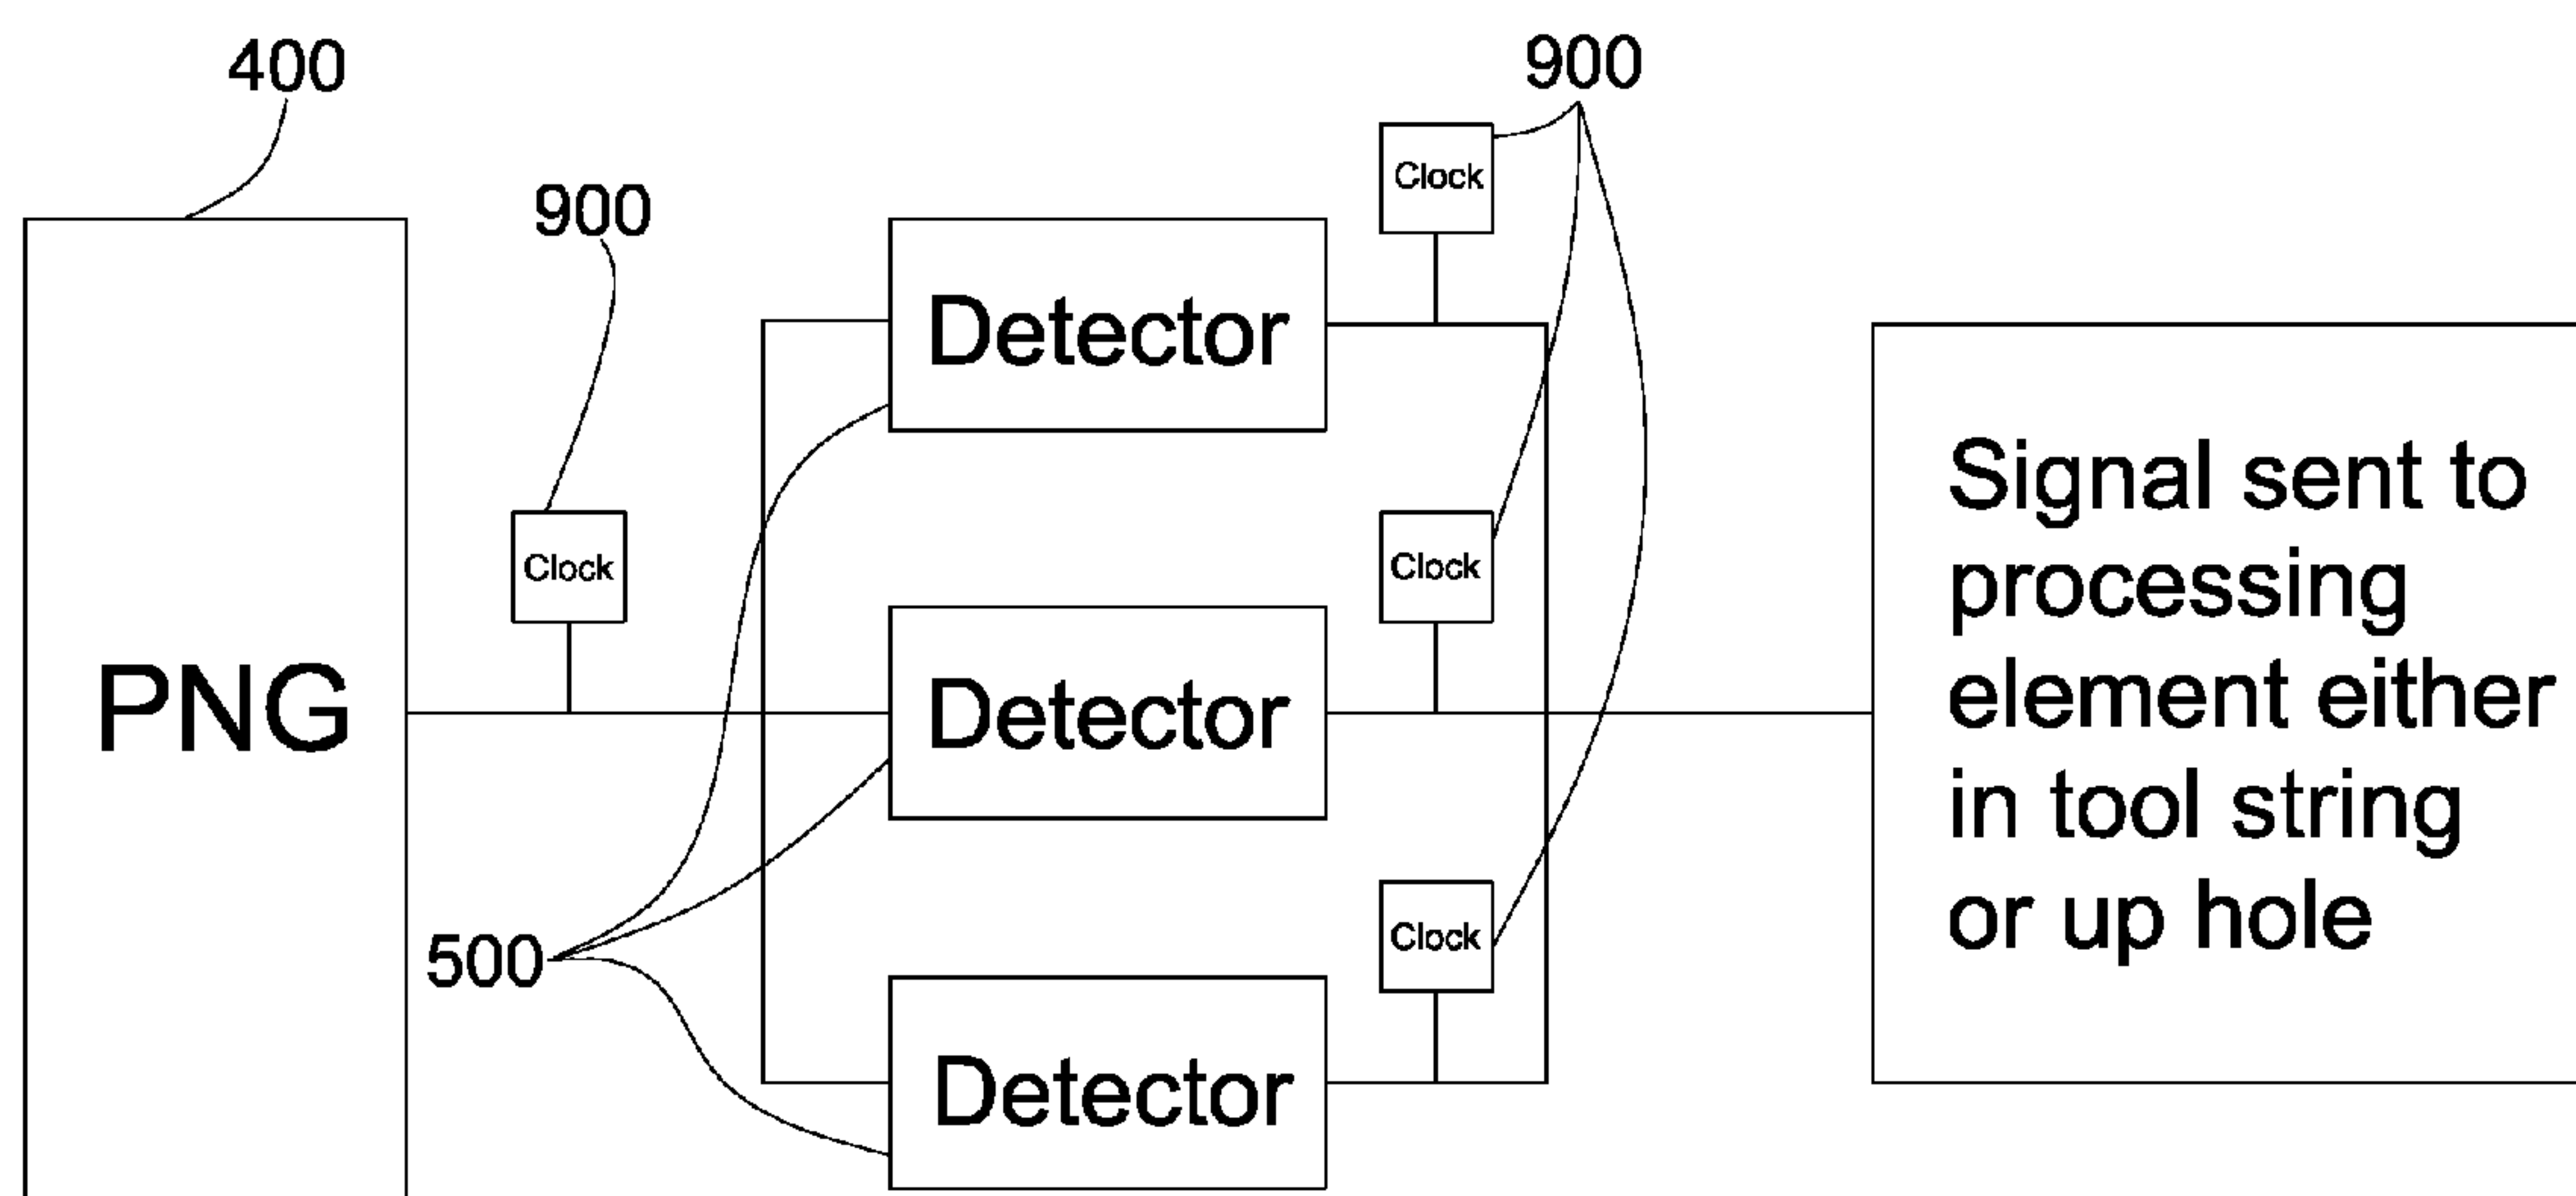 400
900
900
Clock
Detector
Clock
Clock
PNG
Detector
500
Clock
Detector
Signal sent to
processing
element either
in tool string
or up hole